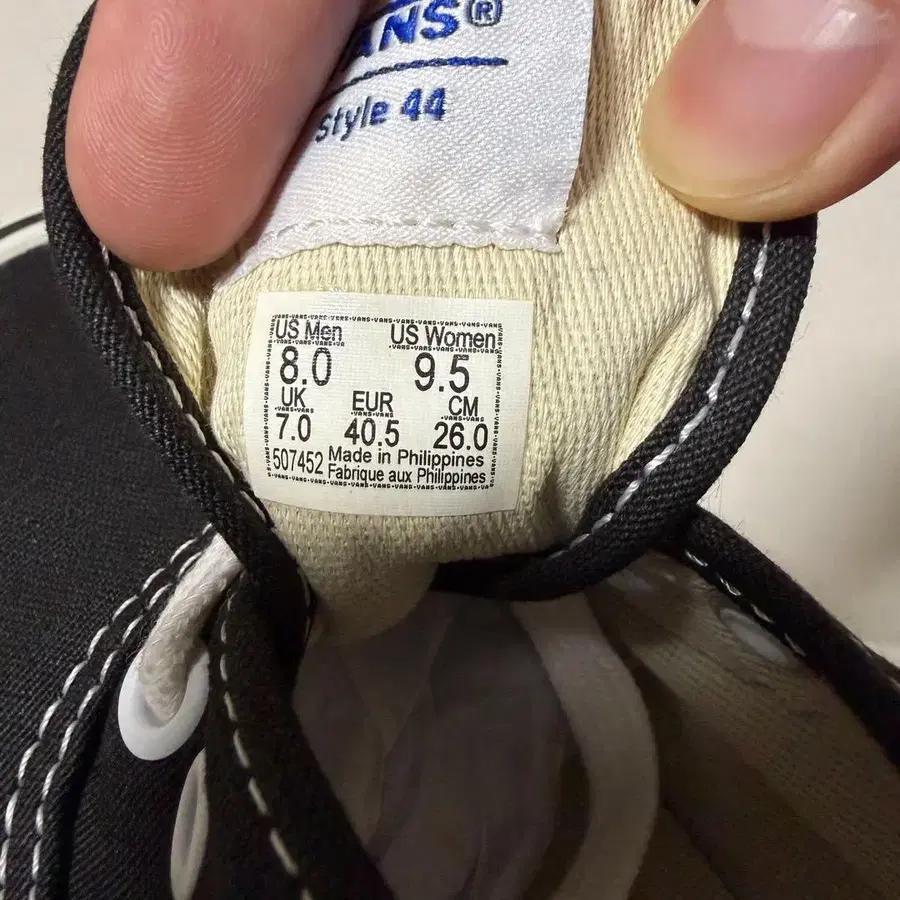 ANS®
style 44
US Men US Women
8.0 9.5
UK EUR CM
7.0 40.5 26.0
507452 Made in Philippines
Fabrique aux Philippines